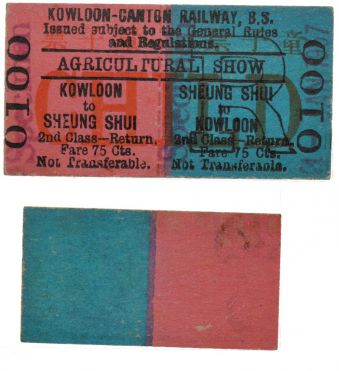 KOWLOON-CANTON RAILWAY, B.S.
Issued subject to the General Rules
and Regulations.
AGRICULTURAL SHOW
0100
KOWLOON
to
SHEUNG SHUI
2nd Class—Return,
Fare 75 Cts.
Not Transferable.
SHEUNG SHUI
to
KOWLOON
2nd Class—Return,
Fare 75 Cts.
Not Transferable.
0010